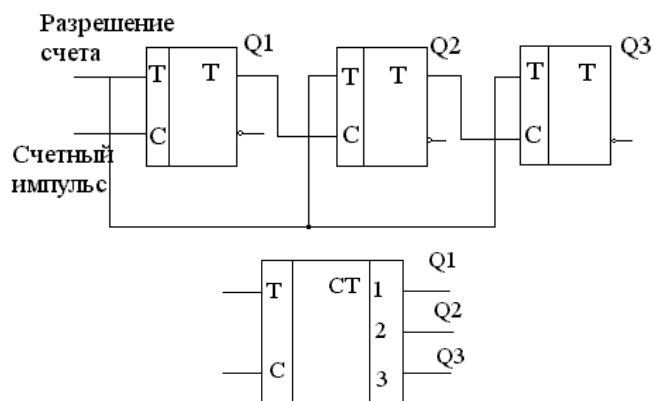 Разрешение
счета
Q1
Q2
Q3
T T
T T
T T
C
C
C
Счетный
импульс
Q1
T CT 1
Q2
2
Q3
C 3